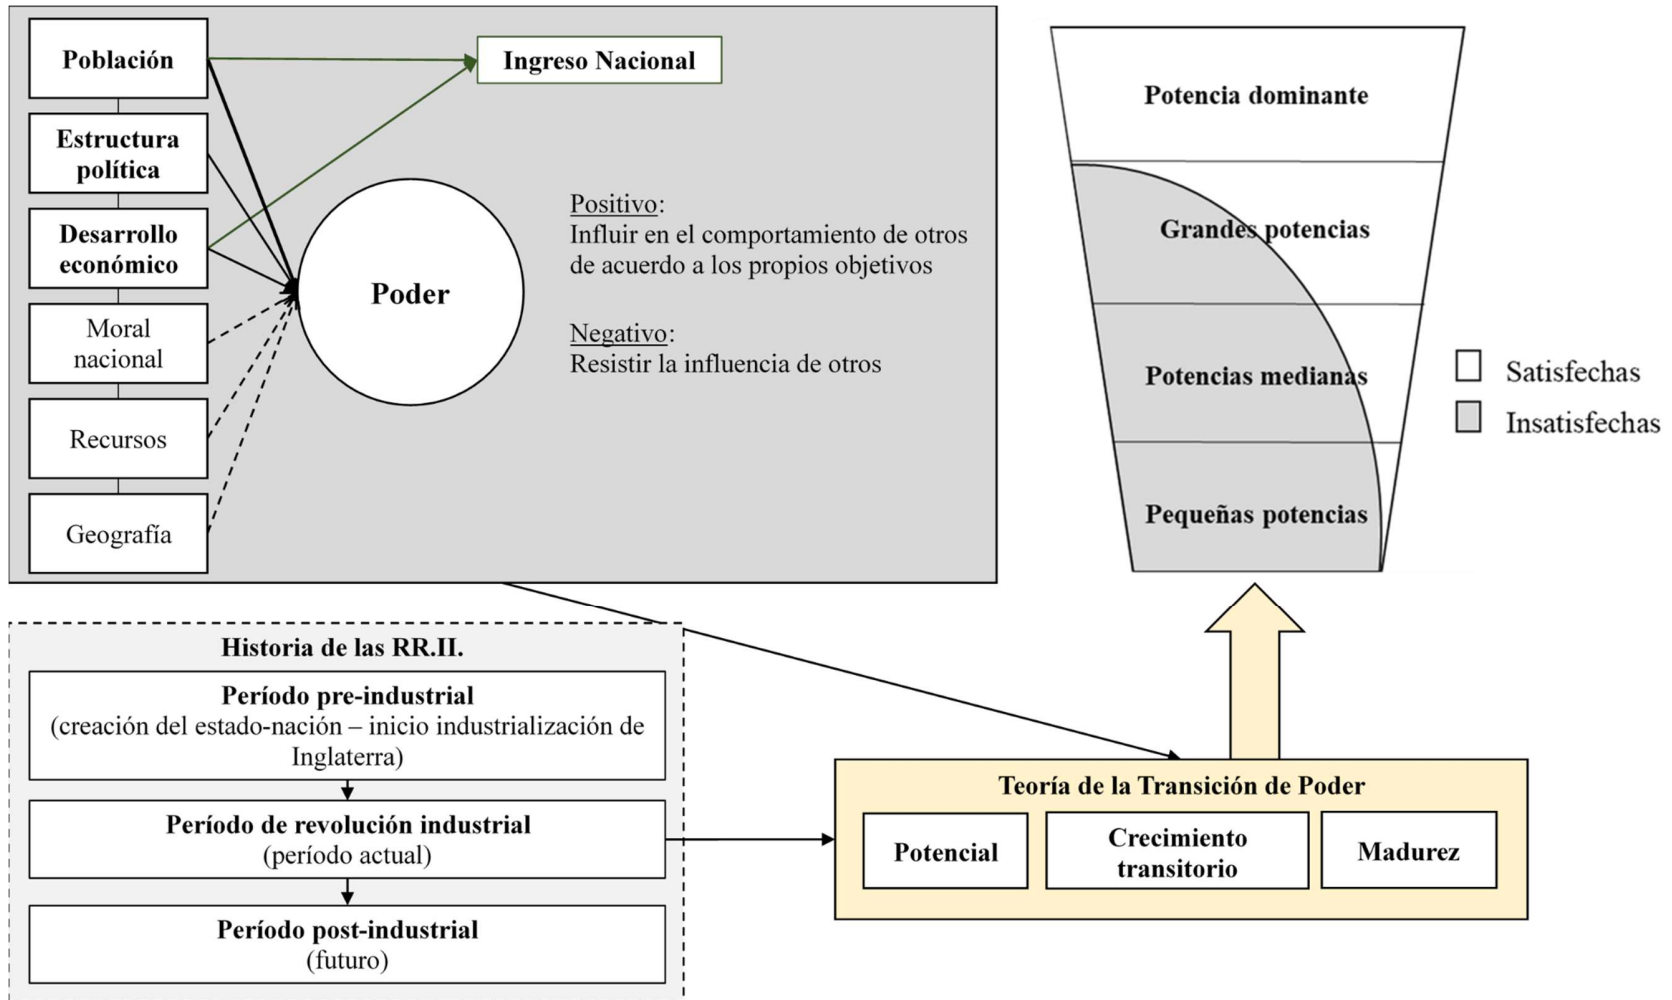 Población
Estructura
política
Desarrollo
económico
Moral
nacional
Recursos
Geografía
Ingreso Nacional
Poder
Positivo:
Influir en el comportamiento de otros
de acuerdo a los propios objetivos
Negativo:
Resistir la influencia de otros
Potencia dominante
Grandes potencias
Potencias medianas
Pequeñas potencias
Satisfechas
Insatisfechas
Historia de las RR.II.
Período pre-industrial
(creación del estado-nación – inicio industrialización de
Inglaterra)
Período de revolución industrial
(período actual)
Período post-industrial
(futuro)
Teoría de la Transición de Poder
Potencial
Crecimiento
transitorio
Madurez